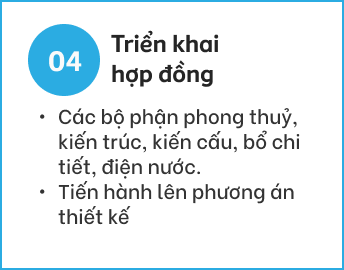 04
Triển khai
hợp đồng
• Các bộ phận phong thuỷ,
kiến trúc, kiến cấu, bổ chi
tiết, điện nước.
• Tiến hành lên phương án
thiết kế